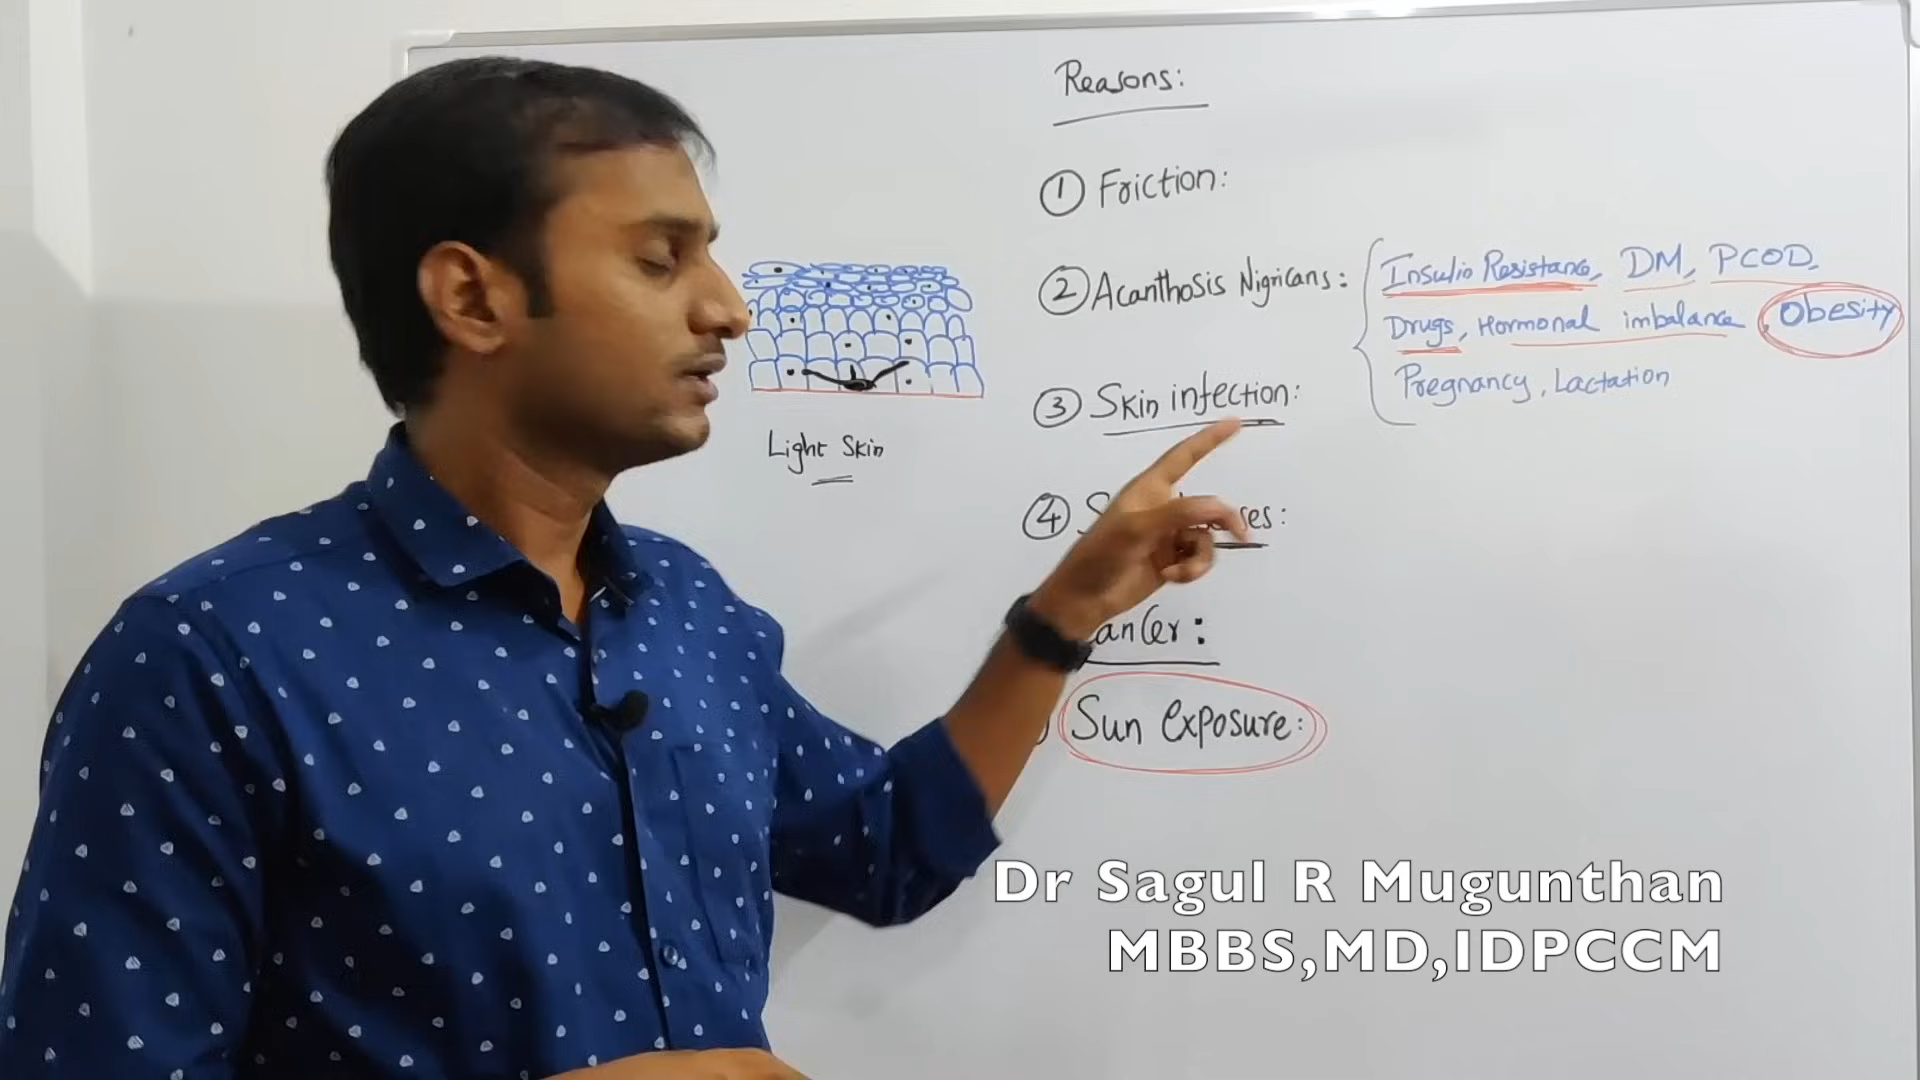 Reasons:
① Friction:
② Acanthosis Nigricans:
Insulin Resistance, DM, PCOD,
Drugs, Hormonal imbalance, Obesity
Pregnancy, Lactation
③ Skin infection:
④
Sun exposure:
Light Skin
Dr Sagul R Mugunthan
MBBS,MD,IDPCCM